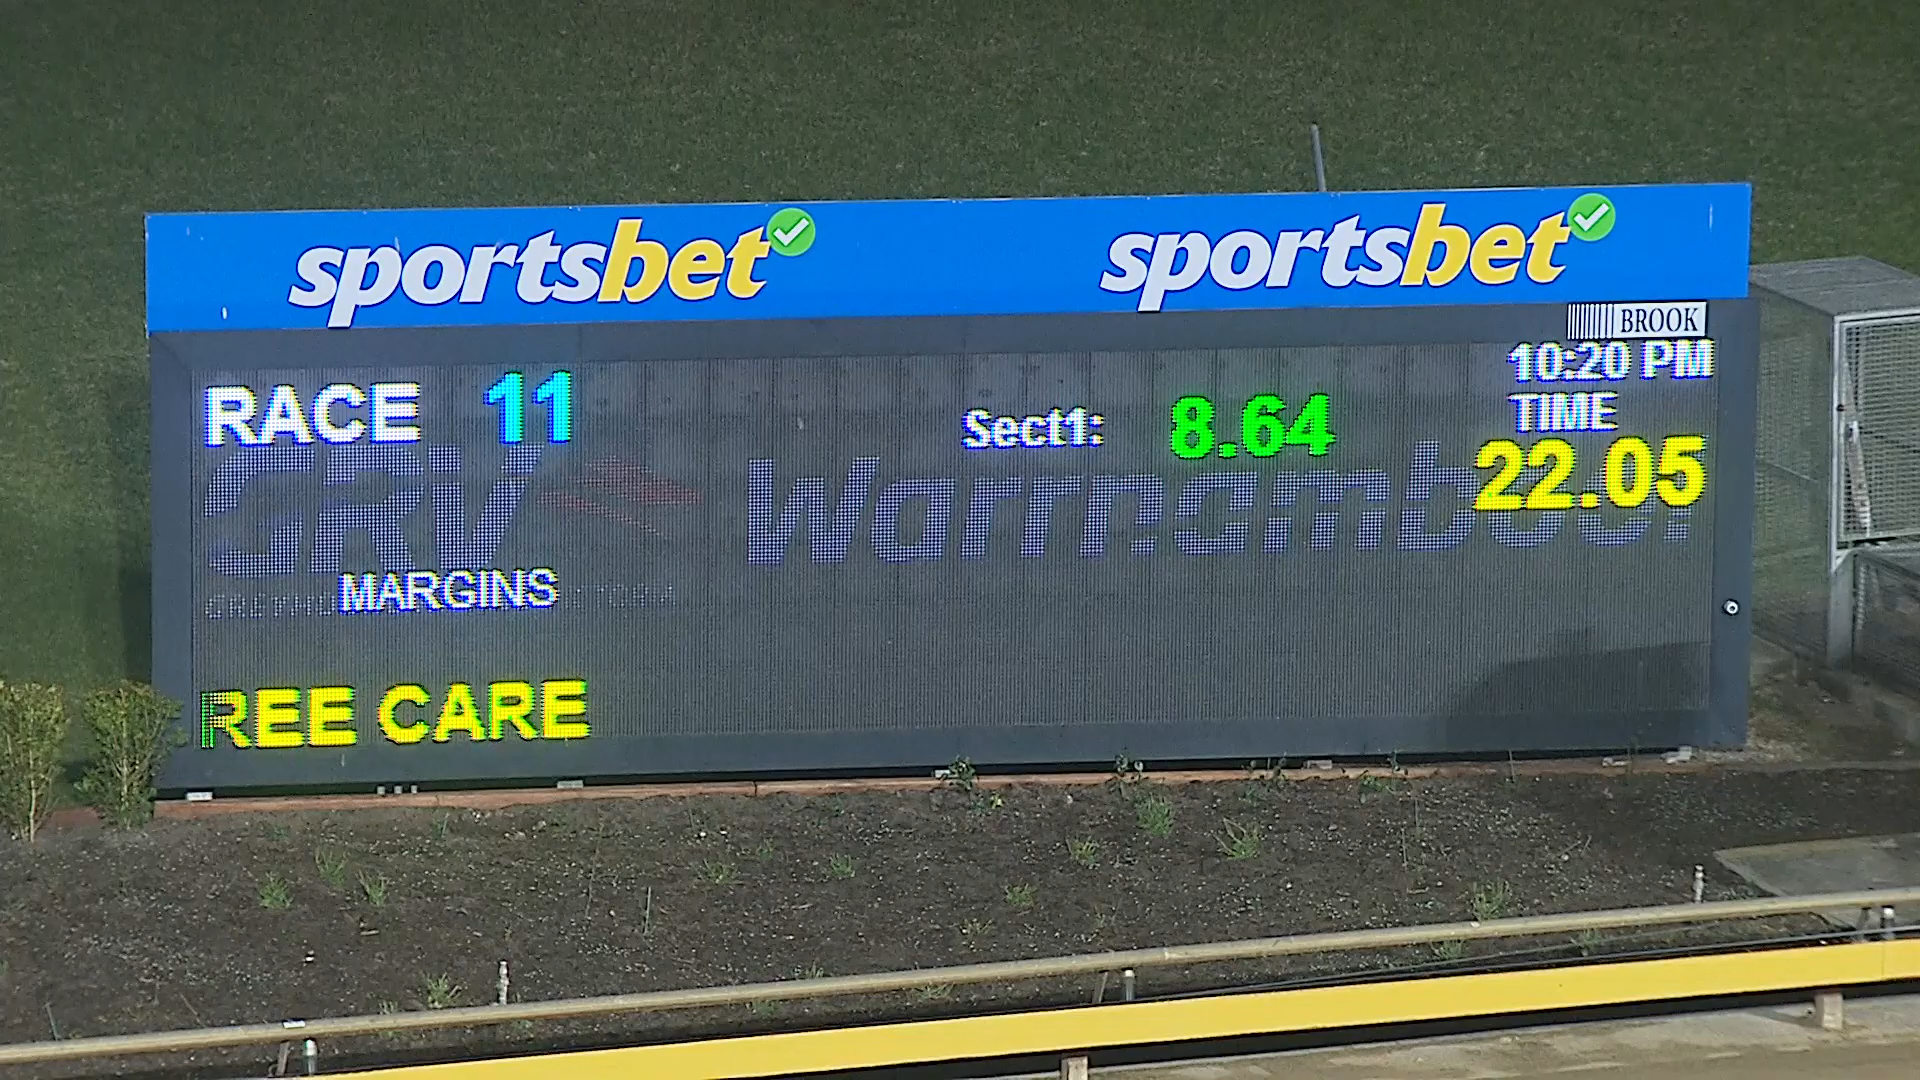 sportsbet sportsbet
BROOK
10:20 PM
RACE 11 Sect1: 8.64 TIME
22.05
GRV Warrnambool
MARGINS
REE CARE